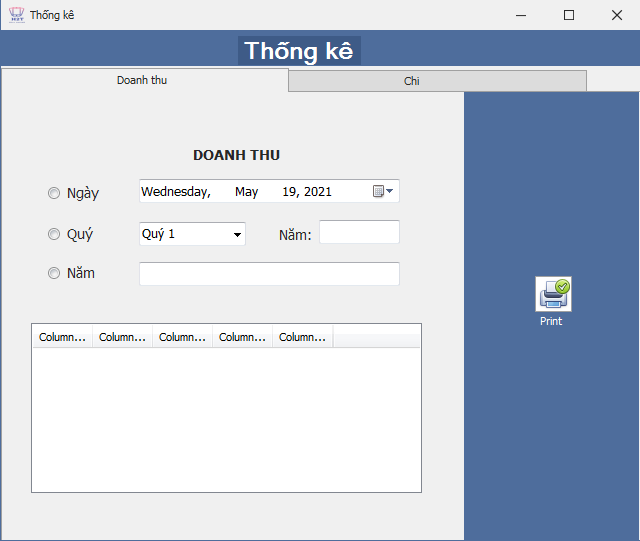 Thống kê
Thống kê
Doanh thu Chi
DOANH THU
Ngày Wednesday, May 19, 2021
Quý Quý 1 Năm:
Năm
Column... Column... Column... Column... Column...
Print